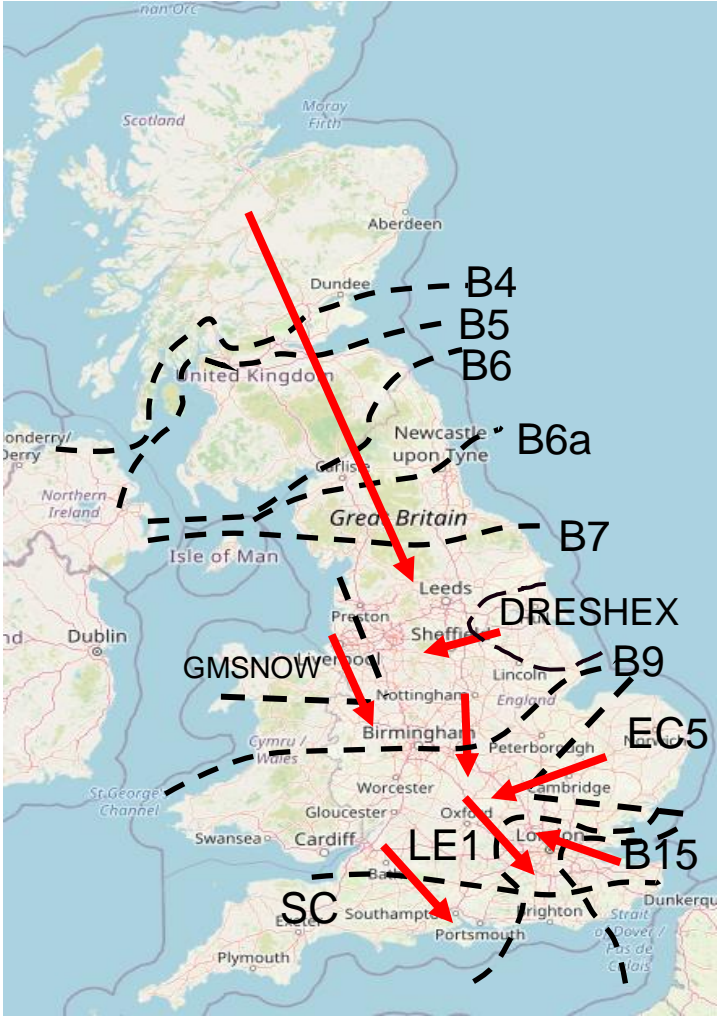 nan Orc
Scotland
Moray
Firth
Aberdeen
Dundee
B4
B5
United Kingdom
B6
onderry/
Derry
Newcastle
upon Tyne
B6a
Carlisle
Northern
Ireland
Great Britain
B7
Isle of Man
Leeds
Preston
DRESHEX
nd
Dublin
Sheffield
Liverpool
GMSNOW
Lincoln
B9
Nottingham
England
Birmingham
Cymru /
Wales
Peterborough
Norwich
EC5
St George's
Channel
Worcester
Cambridge
Gloucester
Oxford
Swansea
Cardiff
LE1
London
B15
Bath
Dunkerqu
SC
Exeter
Southampton
Brighton
Strait
of Dover /
Pas de
Calais
Portsmouth
Plymouth